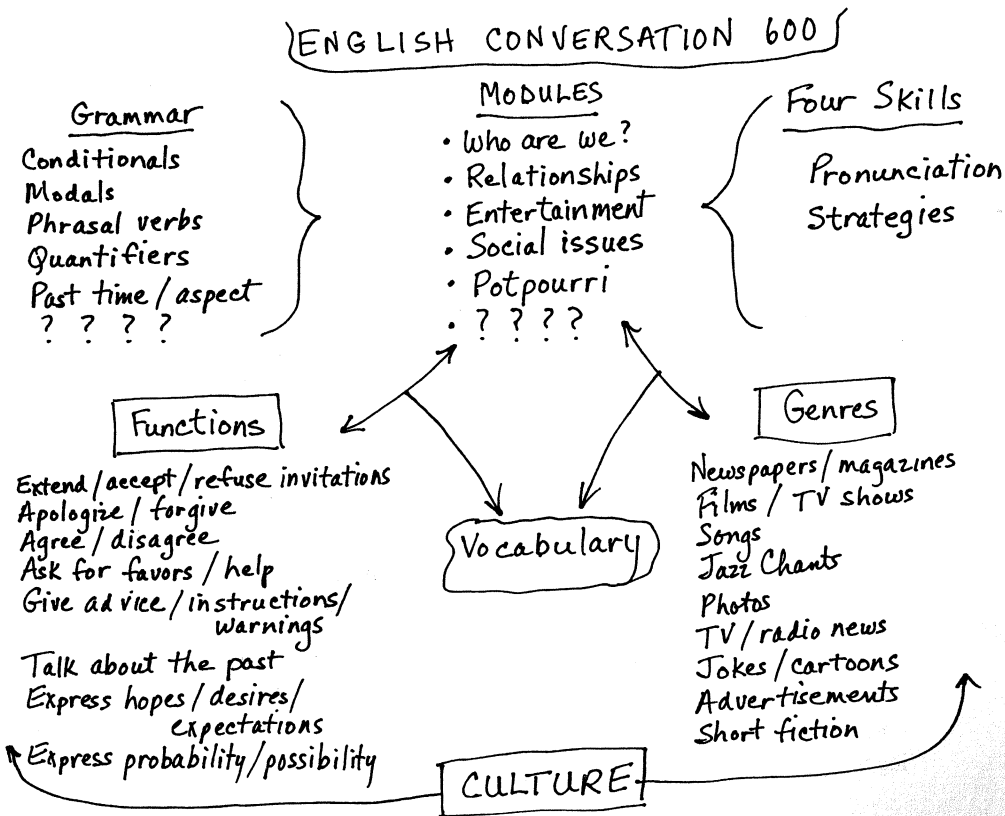 ENGLISH CONVERSATION 600
Grammar
Conditionals
Modals
Phrasal verbs
Quantifiers
Past time / aspect
? ? ? ?
MODULES
• Who are we?
• Relationships
• Entertainment
• Social issues
• Potpourri
• ? ? ? ?
Four Skills
Pronunciation
Strategies
Functions
Extend / accept / refuse invitations
Apologize / forgive
Agree / disagree
Ask for favors / help
Give advice / instructions /
warnings
Talk about the past
Express hopes / desires /
expectations
Express probability / possibility
Vocabulary
Genres
Newspapers / magazines
Films / TV shows
Songs
Jazz Chants
Photos
TV / radio news
Jokes / cartoons
Advertisements
Short fiction
CULTURE